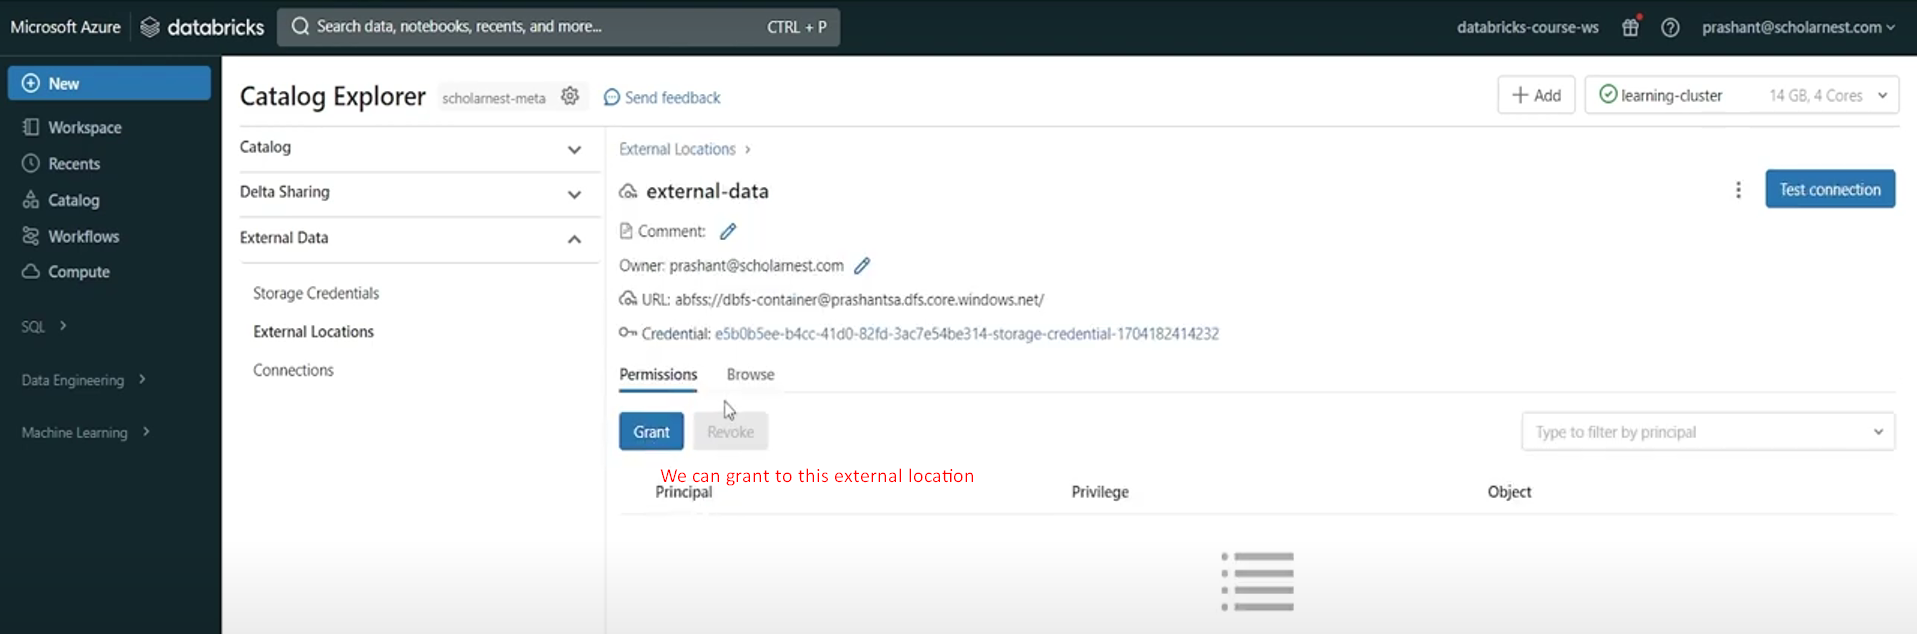 Microsoft Azure databricks Search data, notebooks, recents, and more... CTRL + P databricks-course-ws prashant@scholarnest.com
New
Workspace
Recents
Catalog
Workflows
Compute
SQL
Data Engineering
Machine Learning
Catalog Explorer scholarnest-meta Send feedback + Add learning-cluster 14 GB, 4 Cores
Catalog
Delta Sharing
External Data
Storage Credentials
External Locations
Connections
External Locations >
external-data
Test connection
Comment:
Owner: prashant@scholarnest.com
URL: abfss://dbfs-container@prashantsa.dfs.core.windows.net/
Credential: e5b0b5ee-b4cc-41d0-82fd-3ac7e54be314-storage-credential-1704182414232
Permissions Browse
Grant Revoke Type to filter by principal
We can grant to this external location
Principal Privilege Object